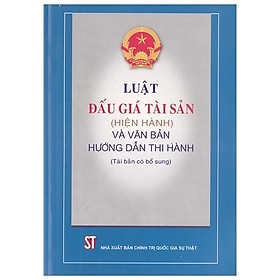 LUẬT
ĐẤU GIÁ TÀI SẢN
(HIỆN HÀNH)
VÀ VĂN BẢN
HƯỚNG DẪN THI HÀNH
(Tái bản có bổ sung)
ST
NHÀ XUẤT BẢN CHÍNH TRỊ QUỐC GIA SỰ THẬT